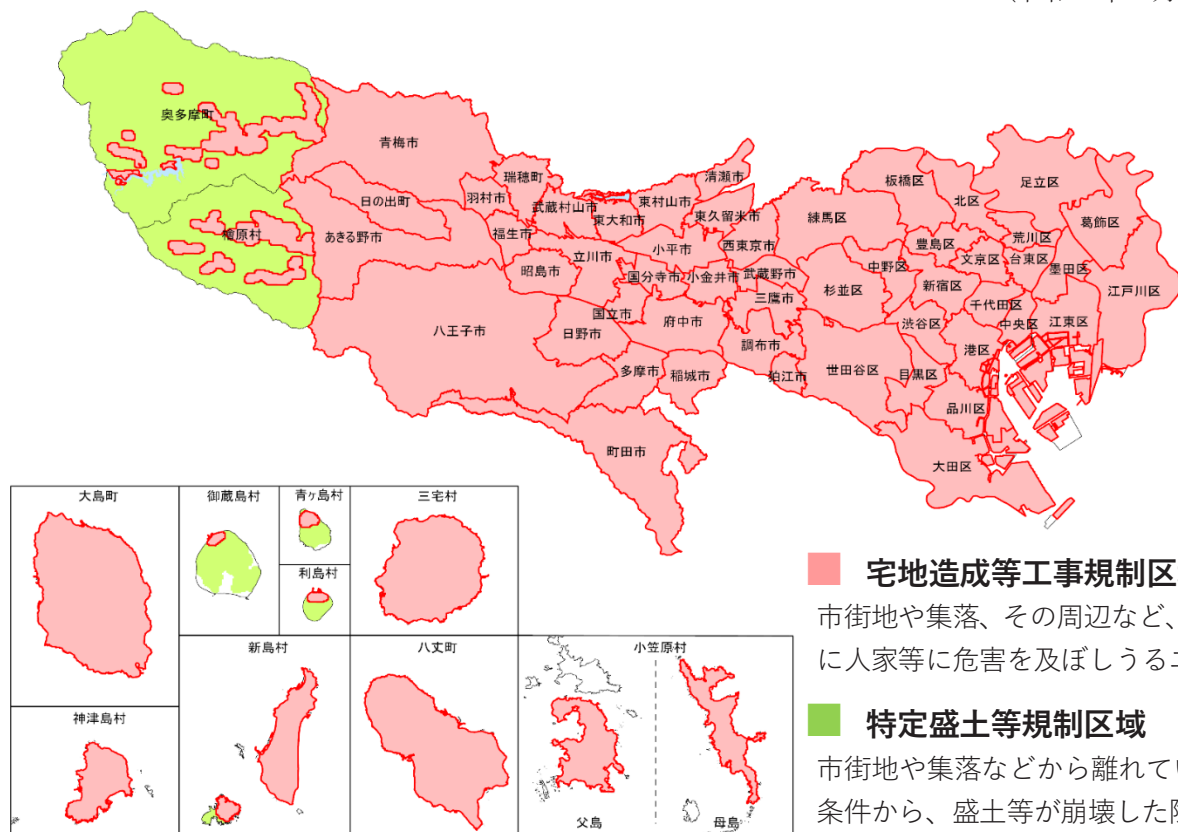 奥多摩町
青梅市
檜原村
日の出町
あきる野市
瑞穂町
羽村市
武蔵村山市
福生市
東大和市
東村山市
清瀬市
東久留米市
昭島市
立川市
小平市
西東京市
国分寺市
小金井市
武蔵野市
国立市
三鷹市
八王子市
日野市
府中市
調布市
多摩市
稲城市
狛江市
町田市
練馬区
板橋区
北区
足立区
葛飾区
荒川区
豊島区
文京区
台東区
墨田区
中野区
杉並区
新宿区
千代田区
江戸川区
渋谷区
中央区
江東区
港区
世田谷区
目黒区
品川区
大田区
大島町
御蔵島村
青ヶ島村
三宅村
利島村
新島村
八丈町
小笠原村
神津島村
父島
母島
宅地造成等工事規制区
市街地や集落、その周辺など、
に人家等に危害を及ぼしうる
特定盛土等規制区域
市街地や集落などから離れてい
条件から、盛土等が崩壊した